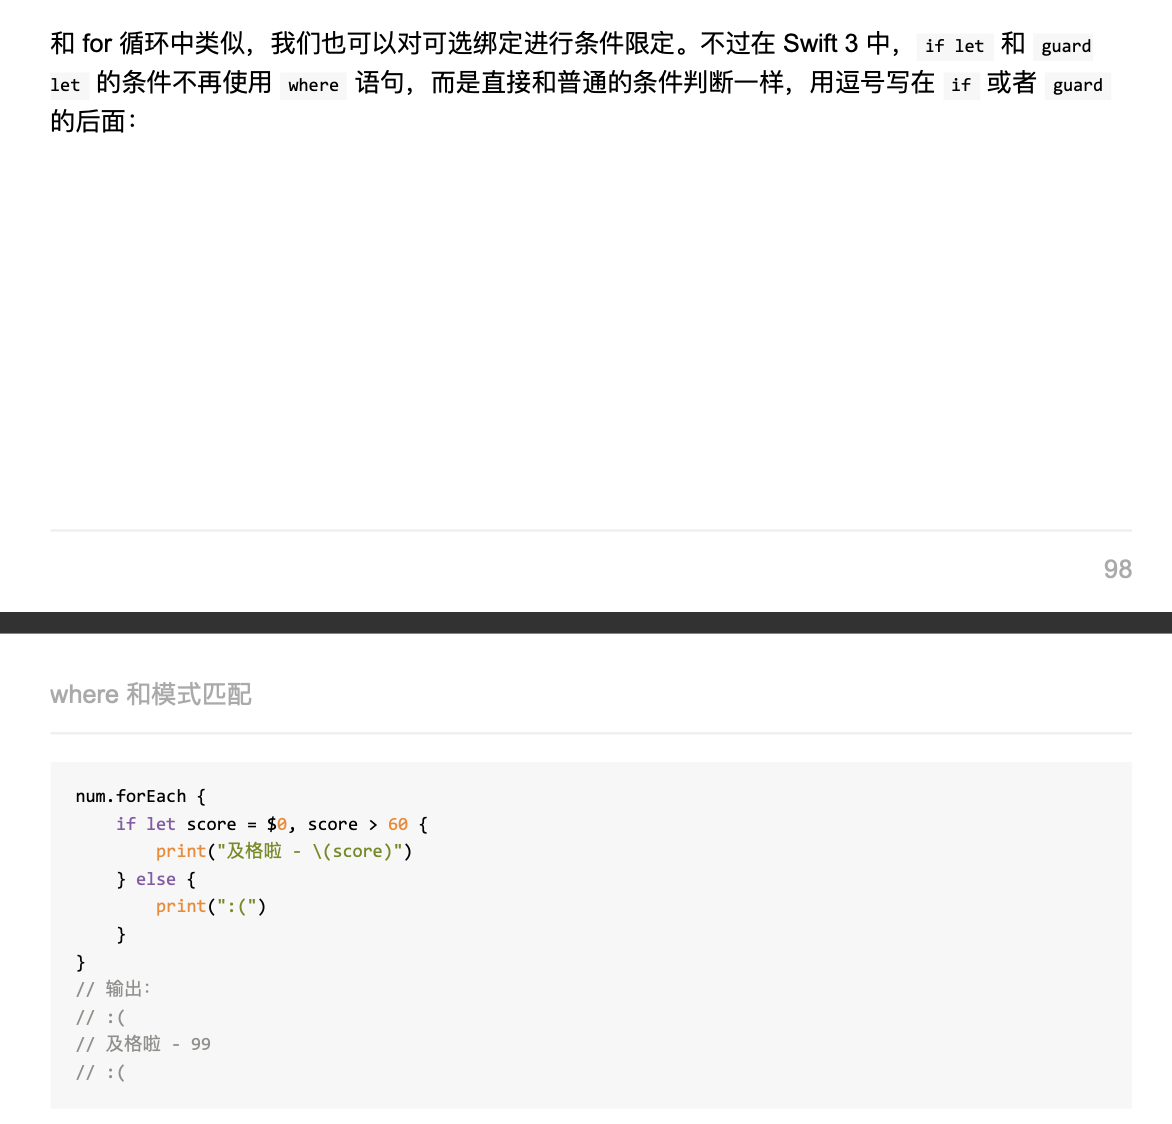 和 for 循环中类似，我们也可以对可选绑定进行条件限定。不过在 Swift 3 中， if let 和 guard
let 的条件不再使用 where 语句，而是直接和普通的条件判断一样，用逗号写在 if 或者 guard
的后面：
98
where 和模式匹配
num.forEach {
    if let score = $0, score > 60 {
        print("及格啦 - \(score)")
    } else {
        print(":(")
    }
}
// 输出：
// :(
// 及格啦 - 99
// :(